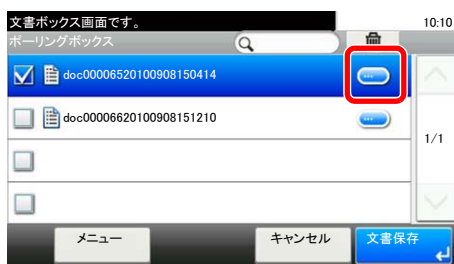 文書ボックス画面です。 10:10
ポーリングボックス
doc00006520100908150414
doc00006620100908151210
1/1
メニュー キャンセル 文書保存